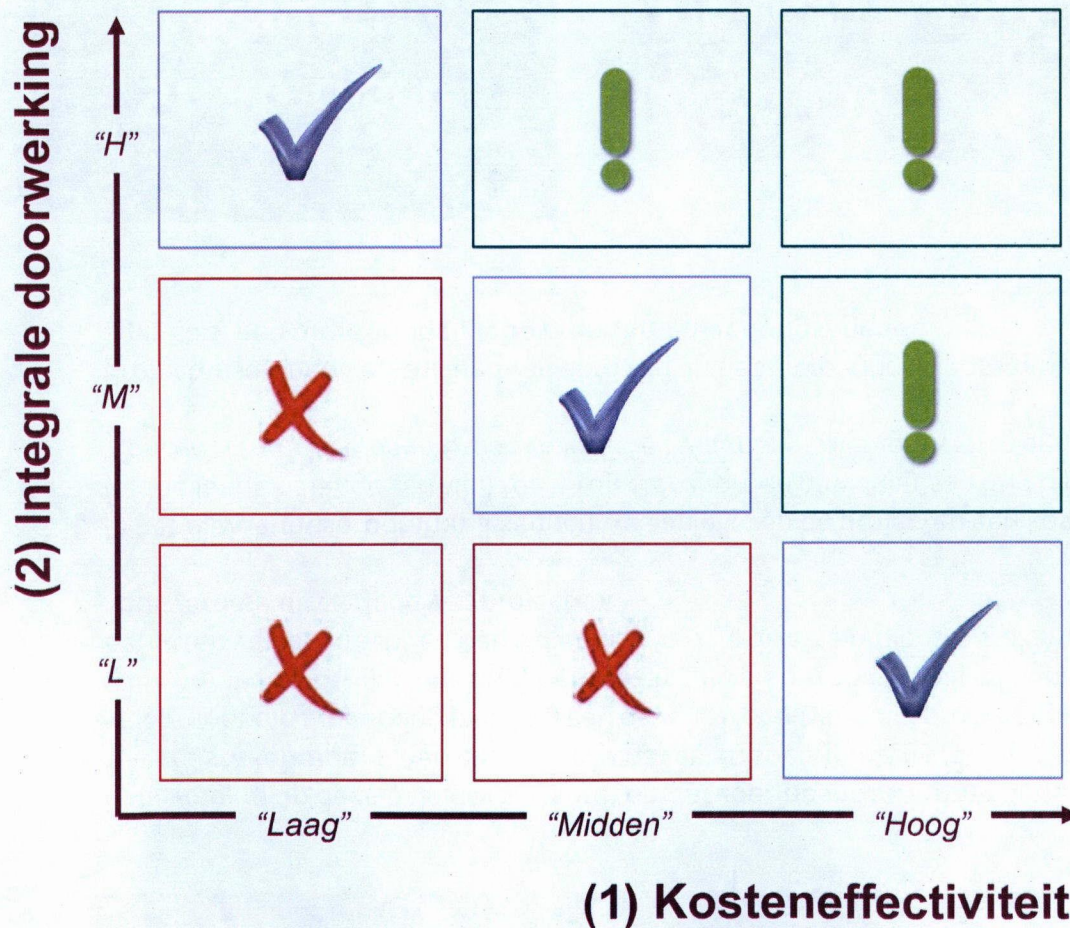 (2) Integrale doorwerking
“H”
“M”
“L”
“Laag”
“Midden”
“Hoog”
(1) Kosteneffectiviteit